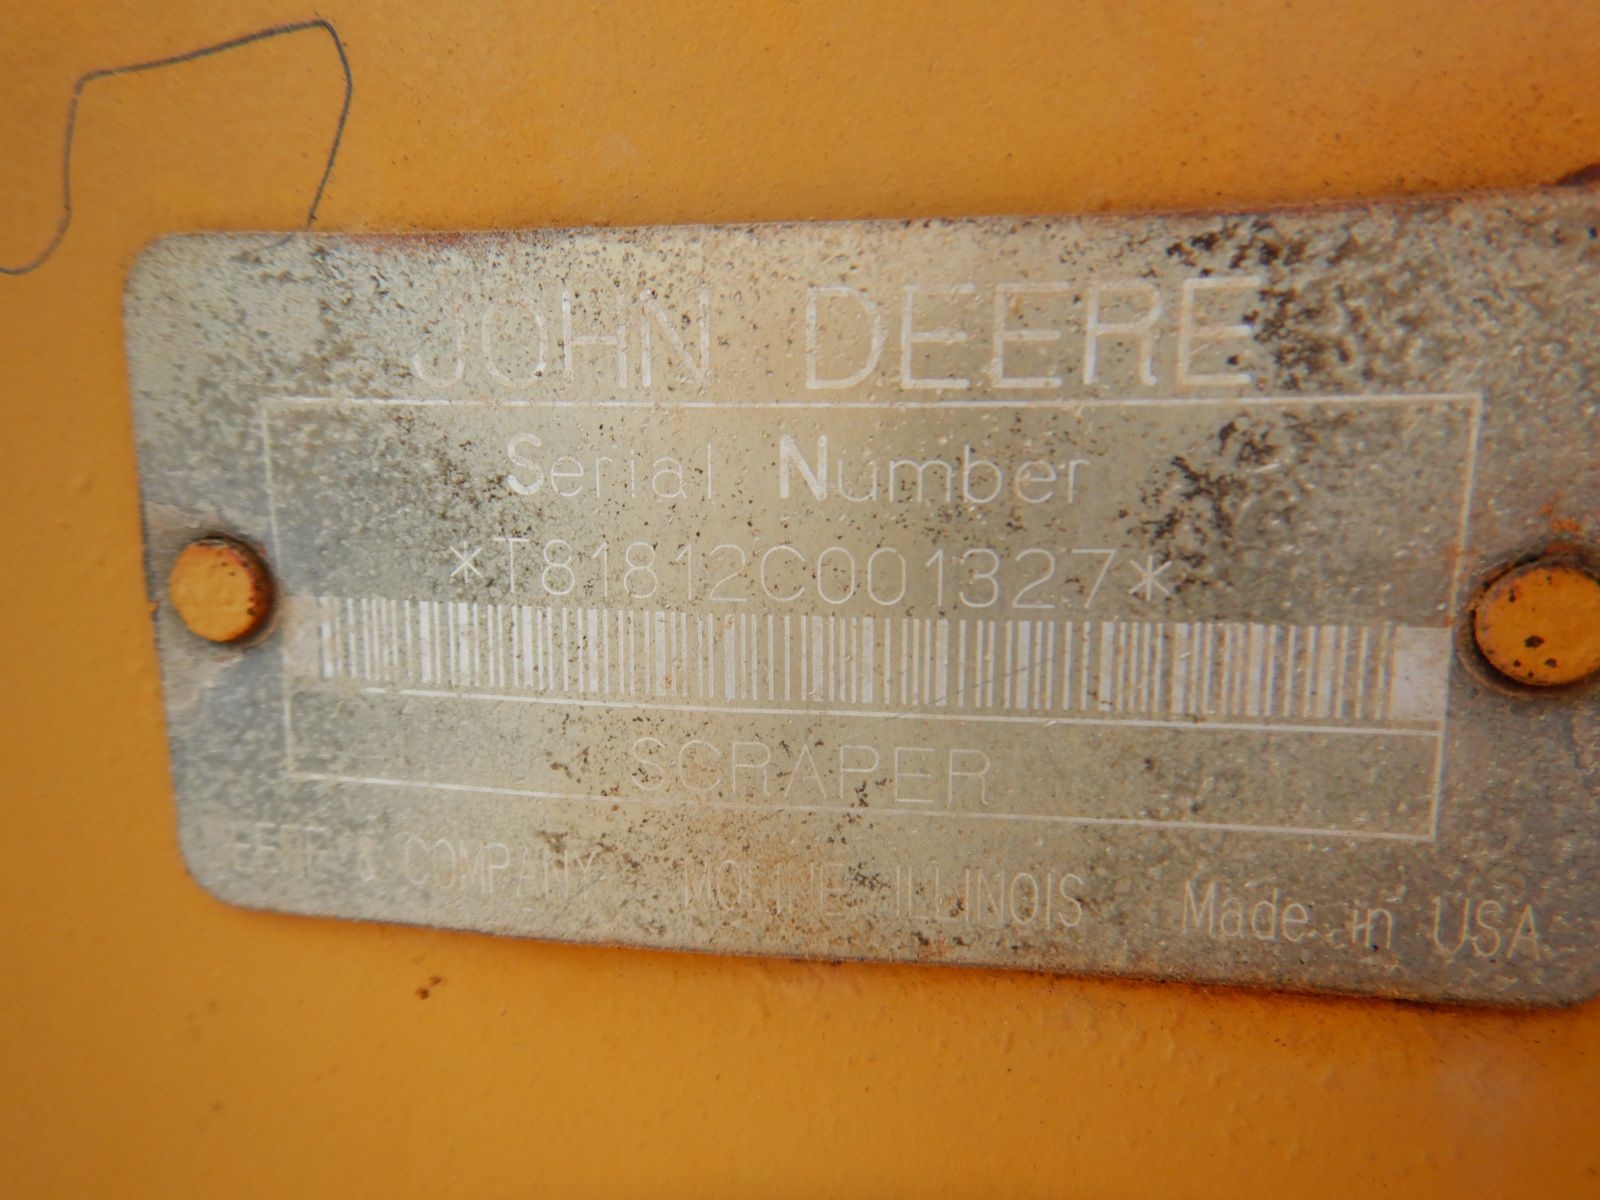 JOHN DEERE
Serial Number
*T81812C001327*
SCRAPER
& COMPANY MOLINE, ILLINOIS Made in USA